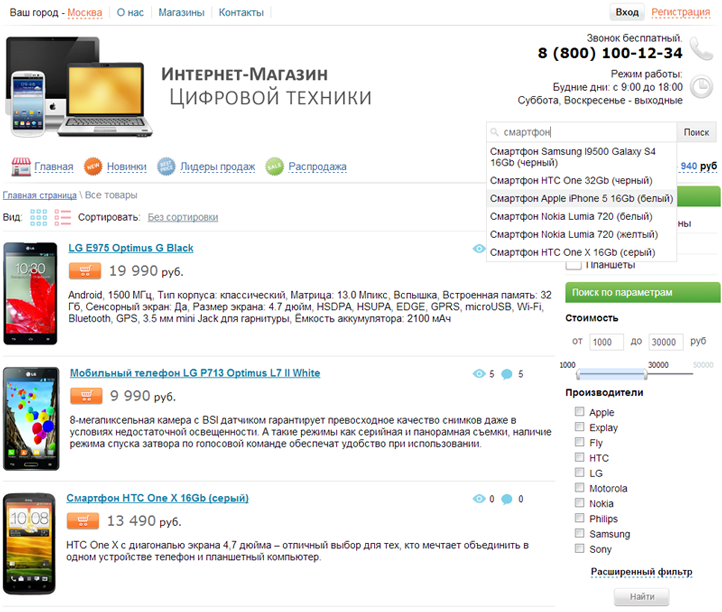 Ваш город - Москва О нас Магазины Контакты Вход Регистрация
Звонок бесплатный.
8 (800) 100-12-34
Интернет-Магазин
Цифровой техники
Режим работы:
Будние дни: с 9:00 до 18:00
Суббота, Воскресенье - выходные
смартфон Поиск
Смартфон Samsung I9500 Galaxy S4
16Gb (черный)
Смартфон HTC One 32Gb (черный)
Смартфон Apple iPhone 5 16Gb (белый)
Смартфон Nokia Lumia 720 (белый)
Смартфон Nokia Lumia 720 (желтый)
Смартфон HTC One X 16Gb (серый)
Главная NEW Новинки BEST PRICE Лидеры продаж SALE Распродажа
940 руб
Главная страница \ Все товары
Вид: Сортировать: Без сортировки
ны
Планшеты
LG E975 Optimus G Black
19 990 руб.
Android, 1500 МГц, Тип корпуса: классический, Матрица: 13.0 Мпикс, Вспышка, Встроенная память: 32
Гб, Сенсорный экран: Да, Размер экрана: 4.7 дюйм, HSDPA, HSUPA, EDGE, GPRS, microUSB, Wi-Fi,
Bluetooth, GPS, 3.5 мм mini Jack для гарнитуры, Емкость аккумулятора: 2100 мАч
Мобильный телефон LG P713 Optimus L7 II White 5 5
9 990 руб.
8-мегапиксельная камера с BSI датчиком гарантирует превосходное качество снимков даже в
условиях недостаточной освещенности. А такие режимы как серийная и панорамная съемки, наличие
режима спуска затвора по голосовой команде обеспечат удобство при использовании.
Смартфон HTC One X 16Gb (серый) 0 0
13 490 руб.
HTC One X с диагональю экрана 4,7 дюйма – отличный выбор для тех, кто мечтает объединить в
одном устройстве телефон и планшетный компьютер.
Поиск по параметрам
Стоимость
от 1000 до 30000 руб
1000 30000 50000
Производители
Apple
Explay
Fly
HTC
LG
Motorola
Nokia
Philips
Samsung
Sony
Расширенный фильтр
Найти